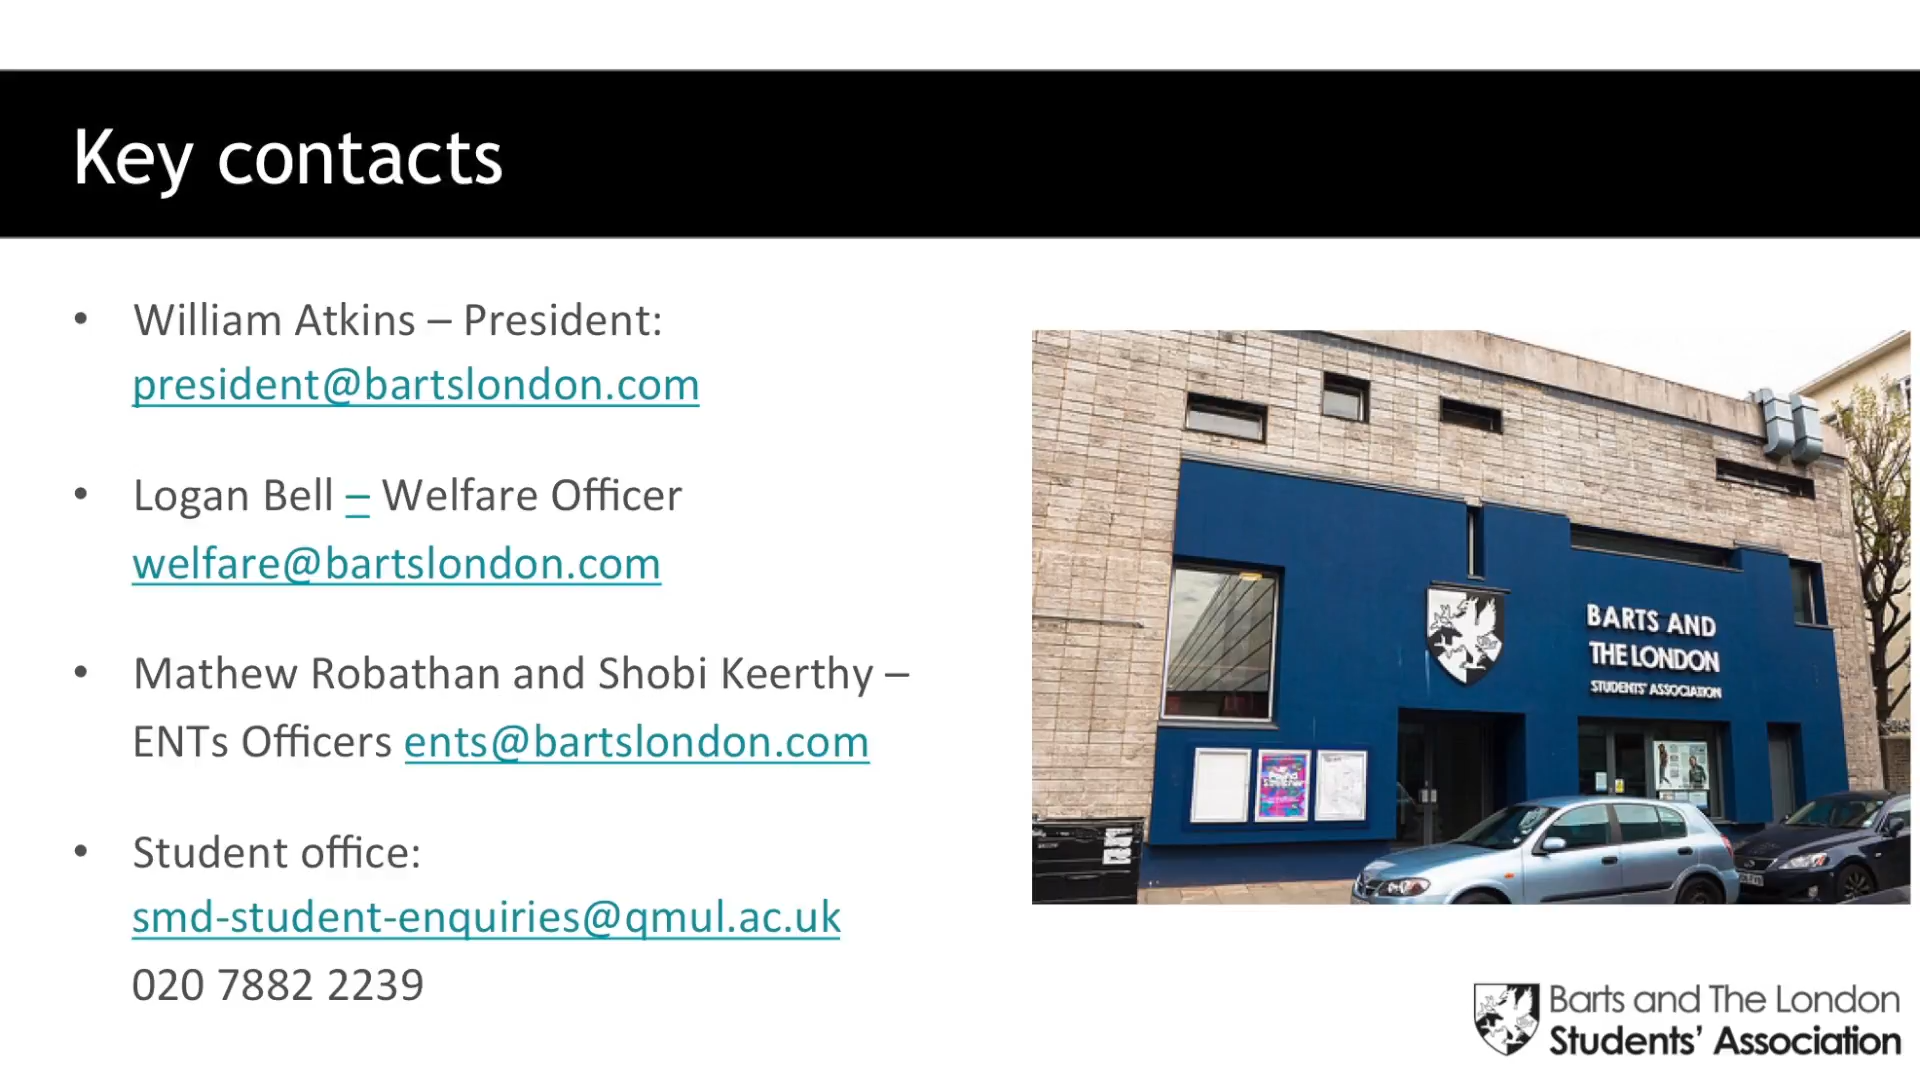 Key contacts
• William Atkins – President:
president@bartslondon.com
• Logan Bell – Welfare Officer
welfare@bartslondon.com
• Mathew Robathan and Shobi Keerthy –
ENTs Officers ents@bartslondon.com
• Student office:
smd-student-enquiries@qmul.ac.uk
020 7882 2239
BARTS AND
THE LONDON
STUDENTS' ASSOCIATION
Barts and The London
Students' Association